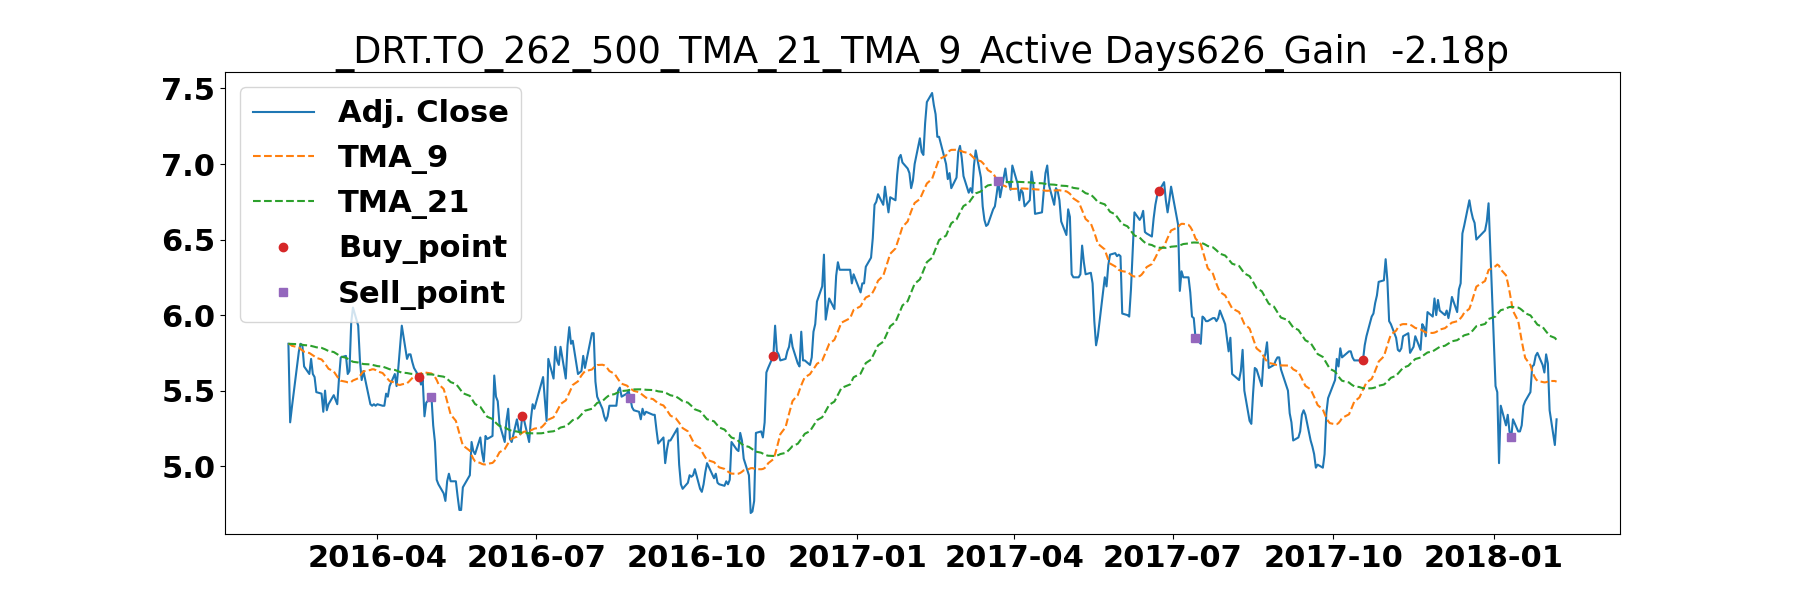 _DRT.TO_262_500_TMA_21_TMA_9_Active Days626_Gain  -2.18p
7.5
7.0
6.5
6.0
5.5
5.0
Adj. Close
TMA_9
TMA_21
Buy_point
Sell_point
2016-04 2016-07 2016-10 2017-01 2017-04 2017-07 2017-10 2018-01